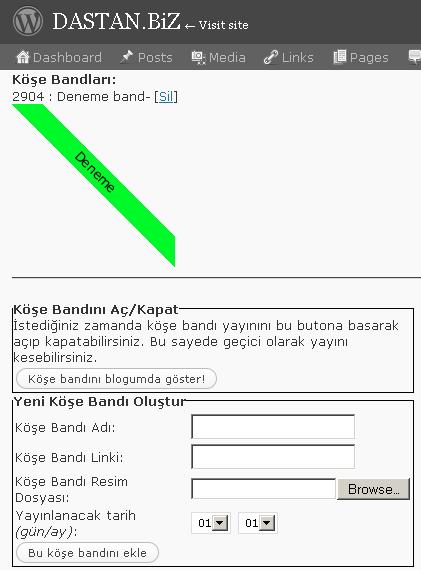 DASTAN.BiZ ← Visit site
Dashboard Posts Media Links Pages
Köşe Bandları:
2904 : Deneme band- [Sil]
Deneme
Köşe Bandını Aç/Kapat
İstediğiniz zamanda köşe bandı yayınını bu butona basarak
açıp kapatabilirsiniz. Bu sayede geçici olarak yayını
kesebilirsiniz.
Köşe bandını blogumda göster!
Yeni Köşe Bandı Oluştur
Köşe Bandı Adı:
Köşe Bandı Linki:
Köşe Bandı Resim
Dosyası:
Browse...
Yayınlanacak tarih
(gün/ay):
01 01
Bu köşe bandını ekle